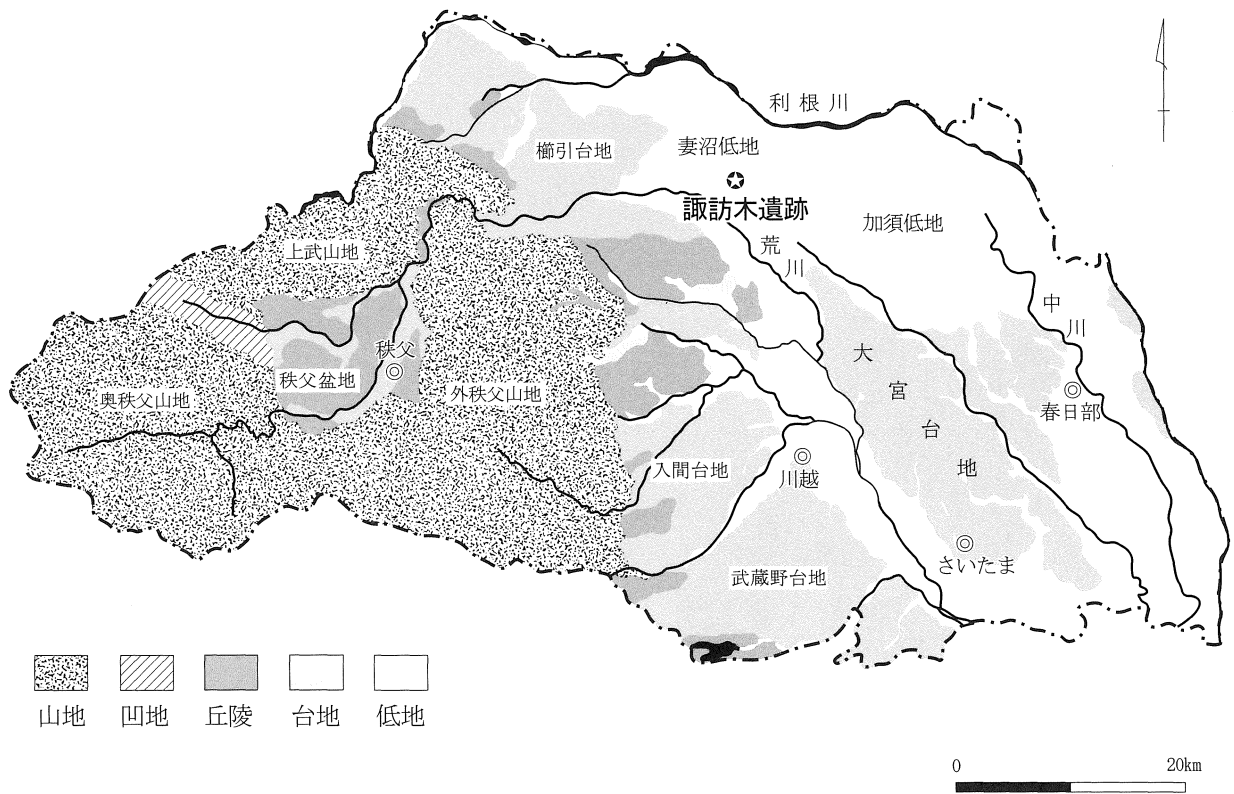 利根川
櫛引台地
妻沼低地
諏訪木遺跡
加須低地
荒川
上武山地
中川
大宮台地
秩父
秩父盆地
奥秩父山地
外秩父山地
春日部
入間台地
川越
さいたま
武蔵野台地
山地
凹地
丘陵
台地
低地
0
20km